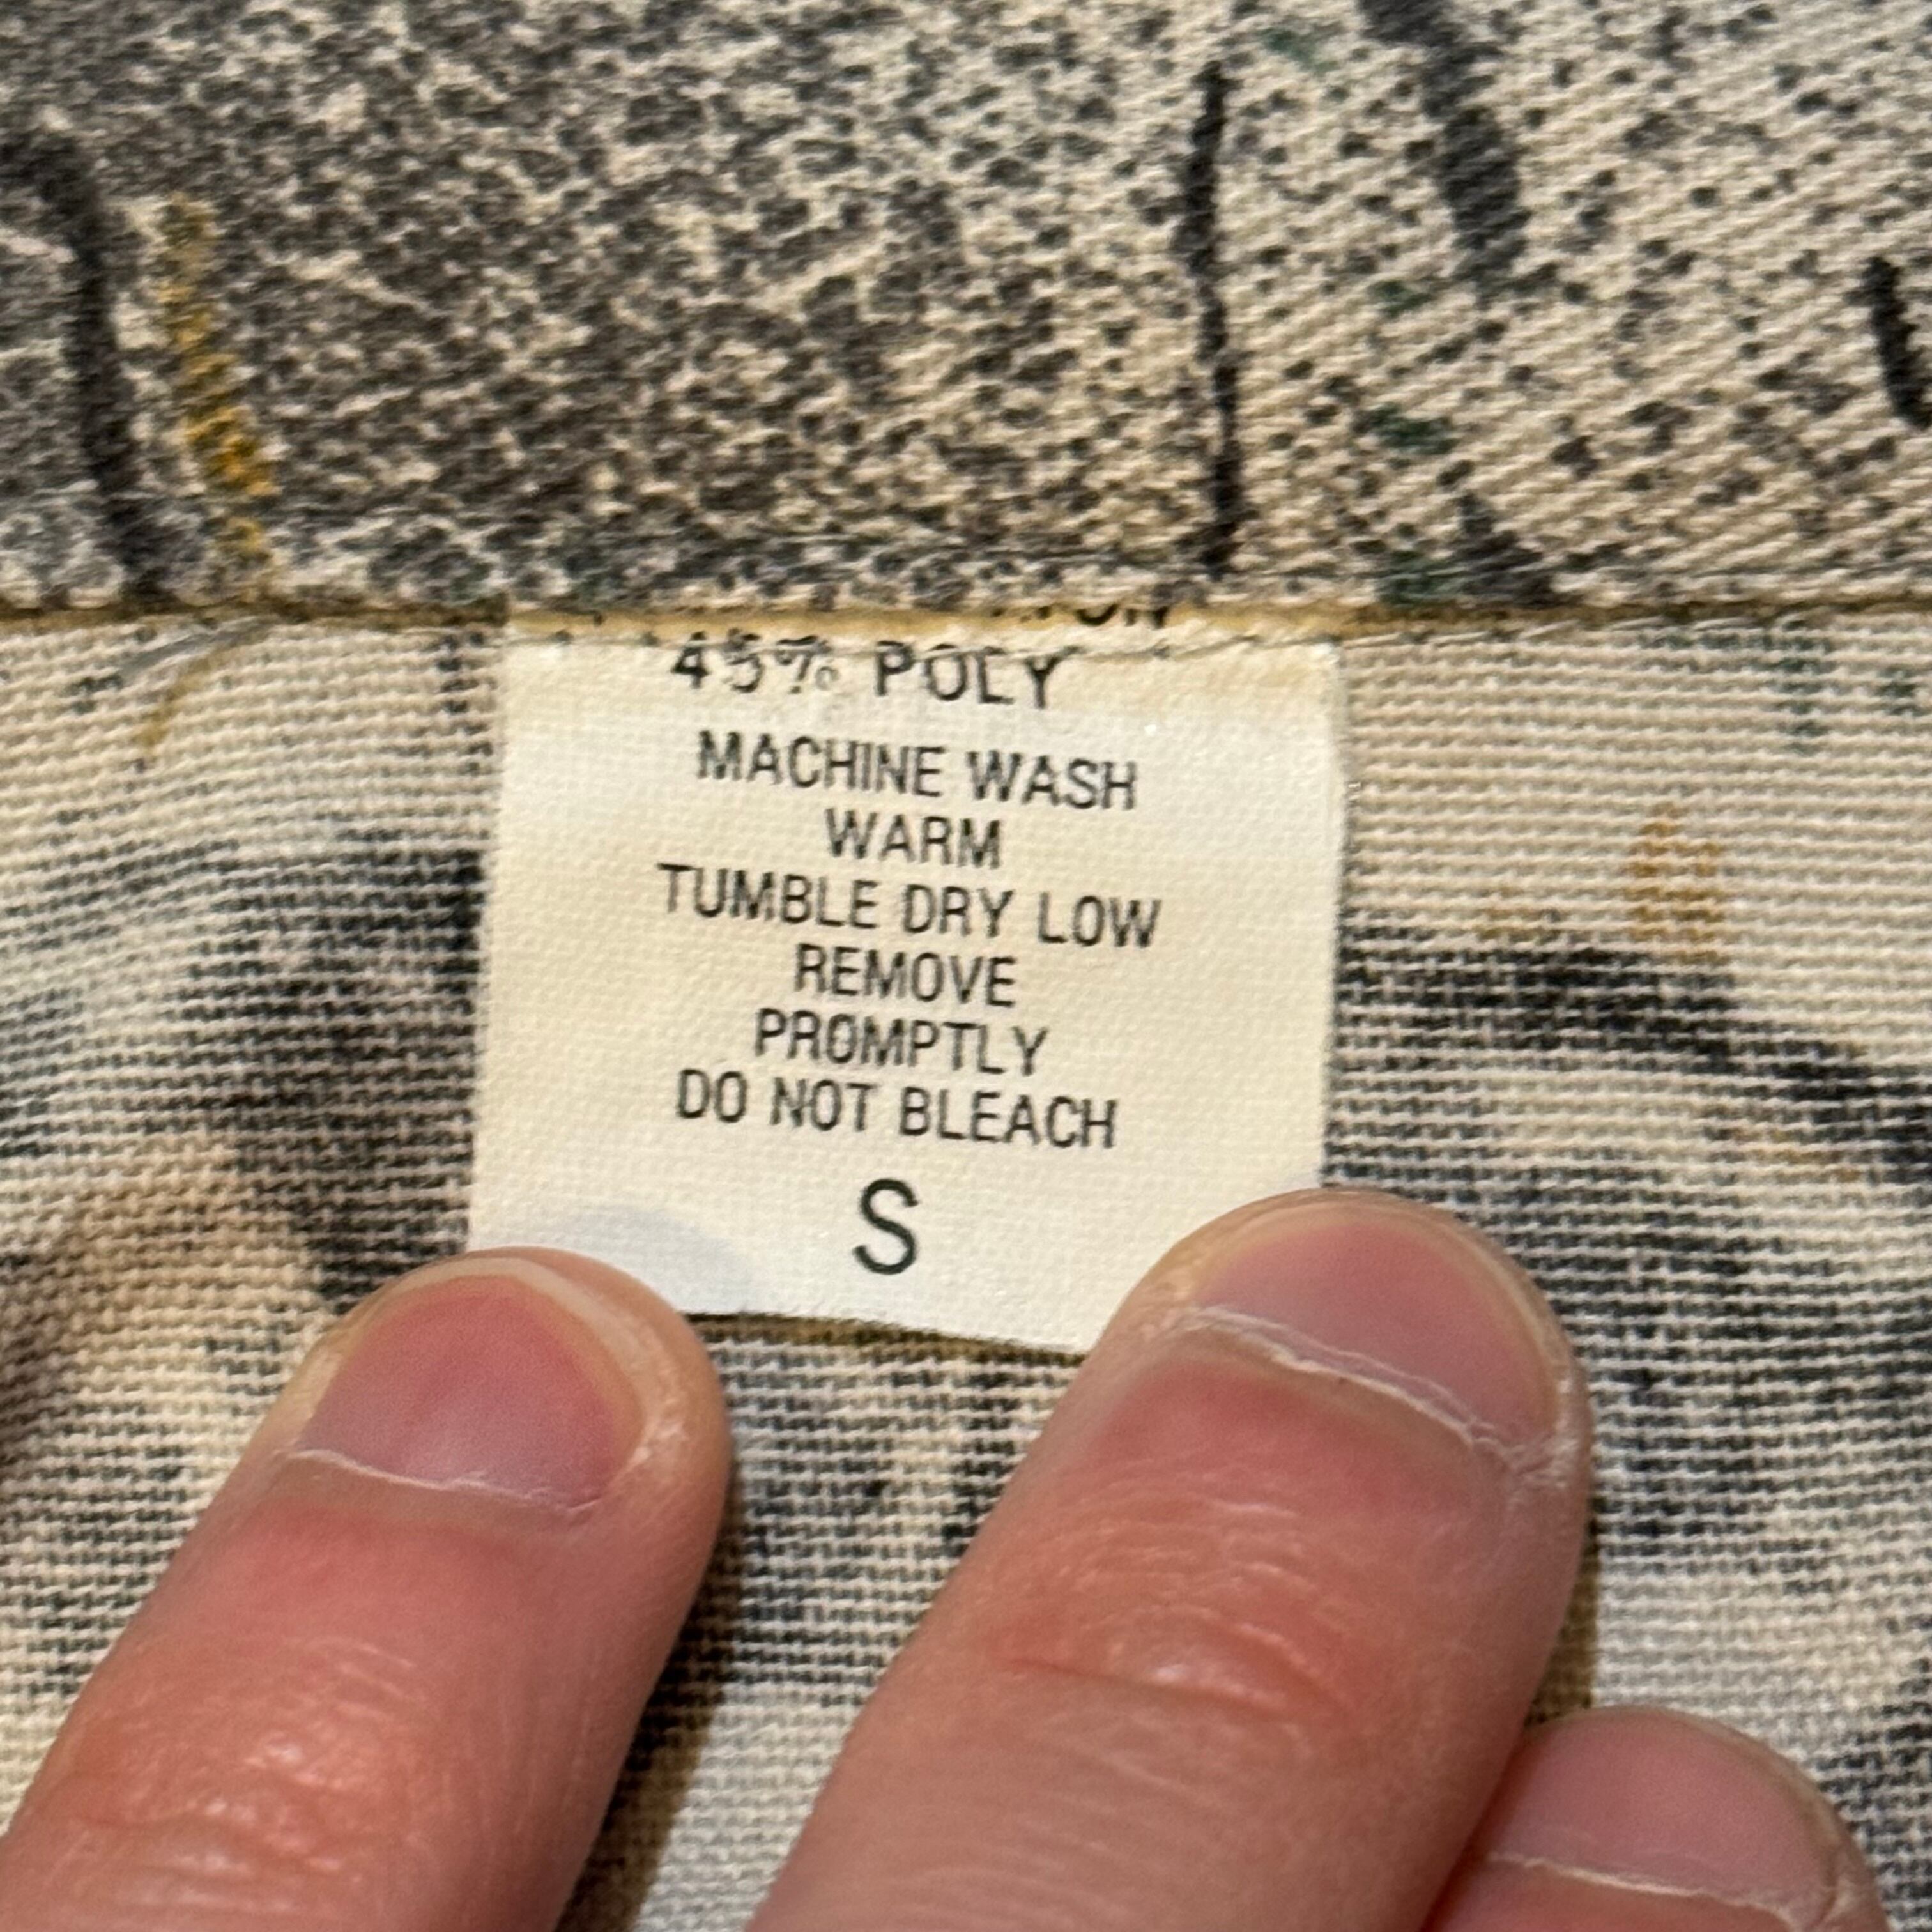 45% POLY
MACHINE WASH
WARM
TUMBLE DRY LOW
REMOVE
PROMPTLY
DO NOT BLEACH
S